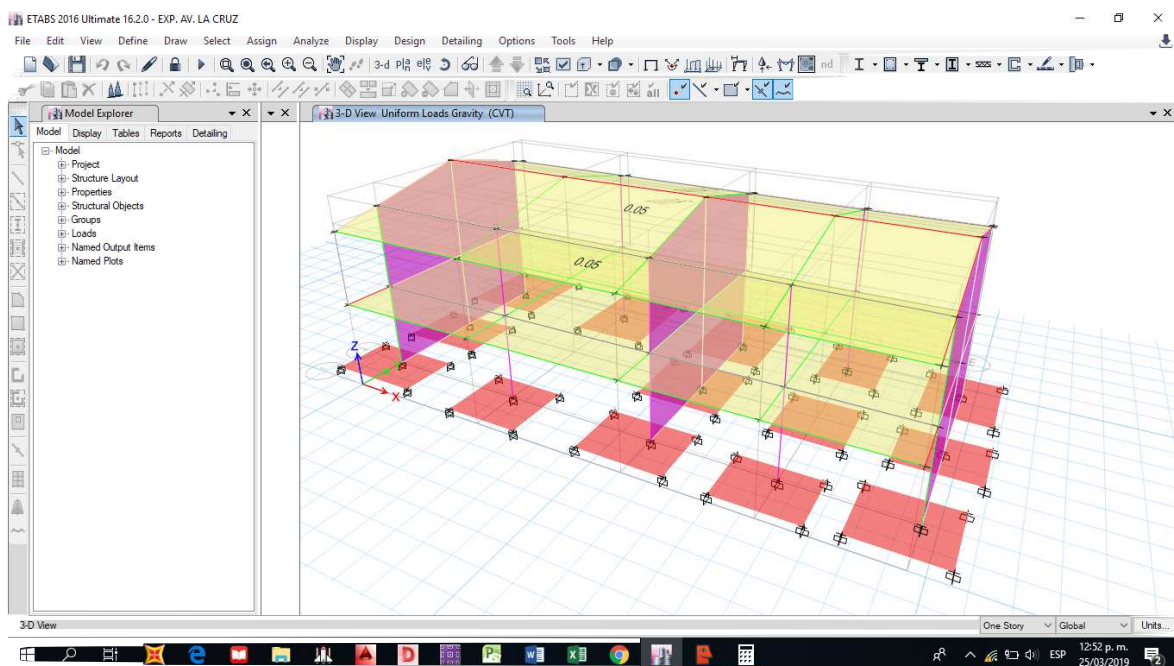 ETABS 2016 Ultimate 16.2.0 - EXP. AV. LA CRUZ
File Edit View Define Draw Select Assign Analyze Display Design Detailing Options Tools Help
3-d nd
all
Model Explorer
3-D View Uniform Loads Gravity (CVT)
Model Display Tables Reports Detailing
Model
Project
Structure Layout
Properties
Structural Objects
Groups
Loads
Named Output Items
Named Plots
0.05
0.05
Z
X
3-D View
One Story Global Units...
ESP
12:52 p. m.
25/03/2019